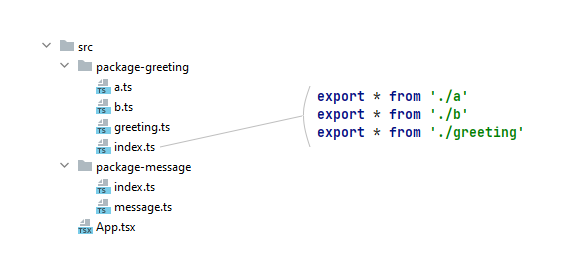 src
package-greeting
TS a.ts
TS b.ts
TS greeting.ts
TS index.ts
export * from './a'
export * from './b'
export * from './greeting'
package-message
TS index.ts
TS message.ts
TSX App.tsx